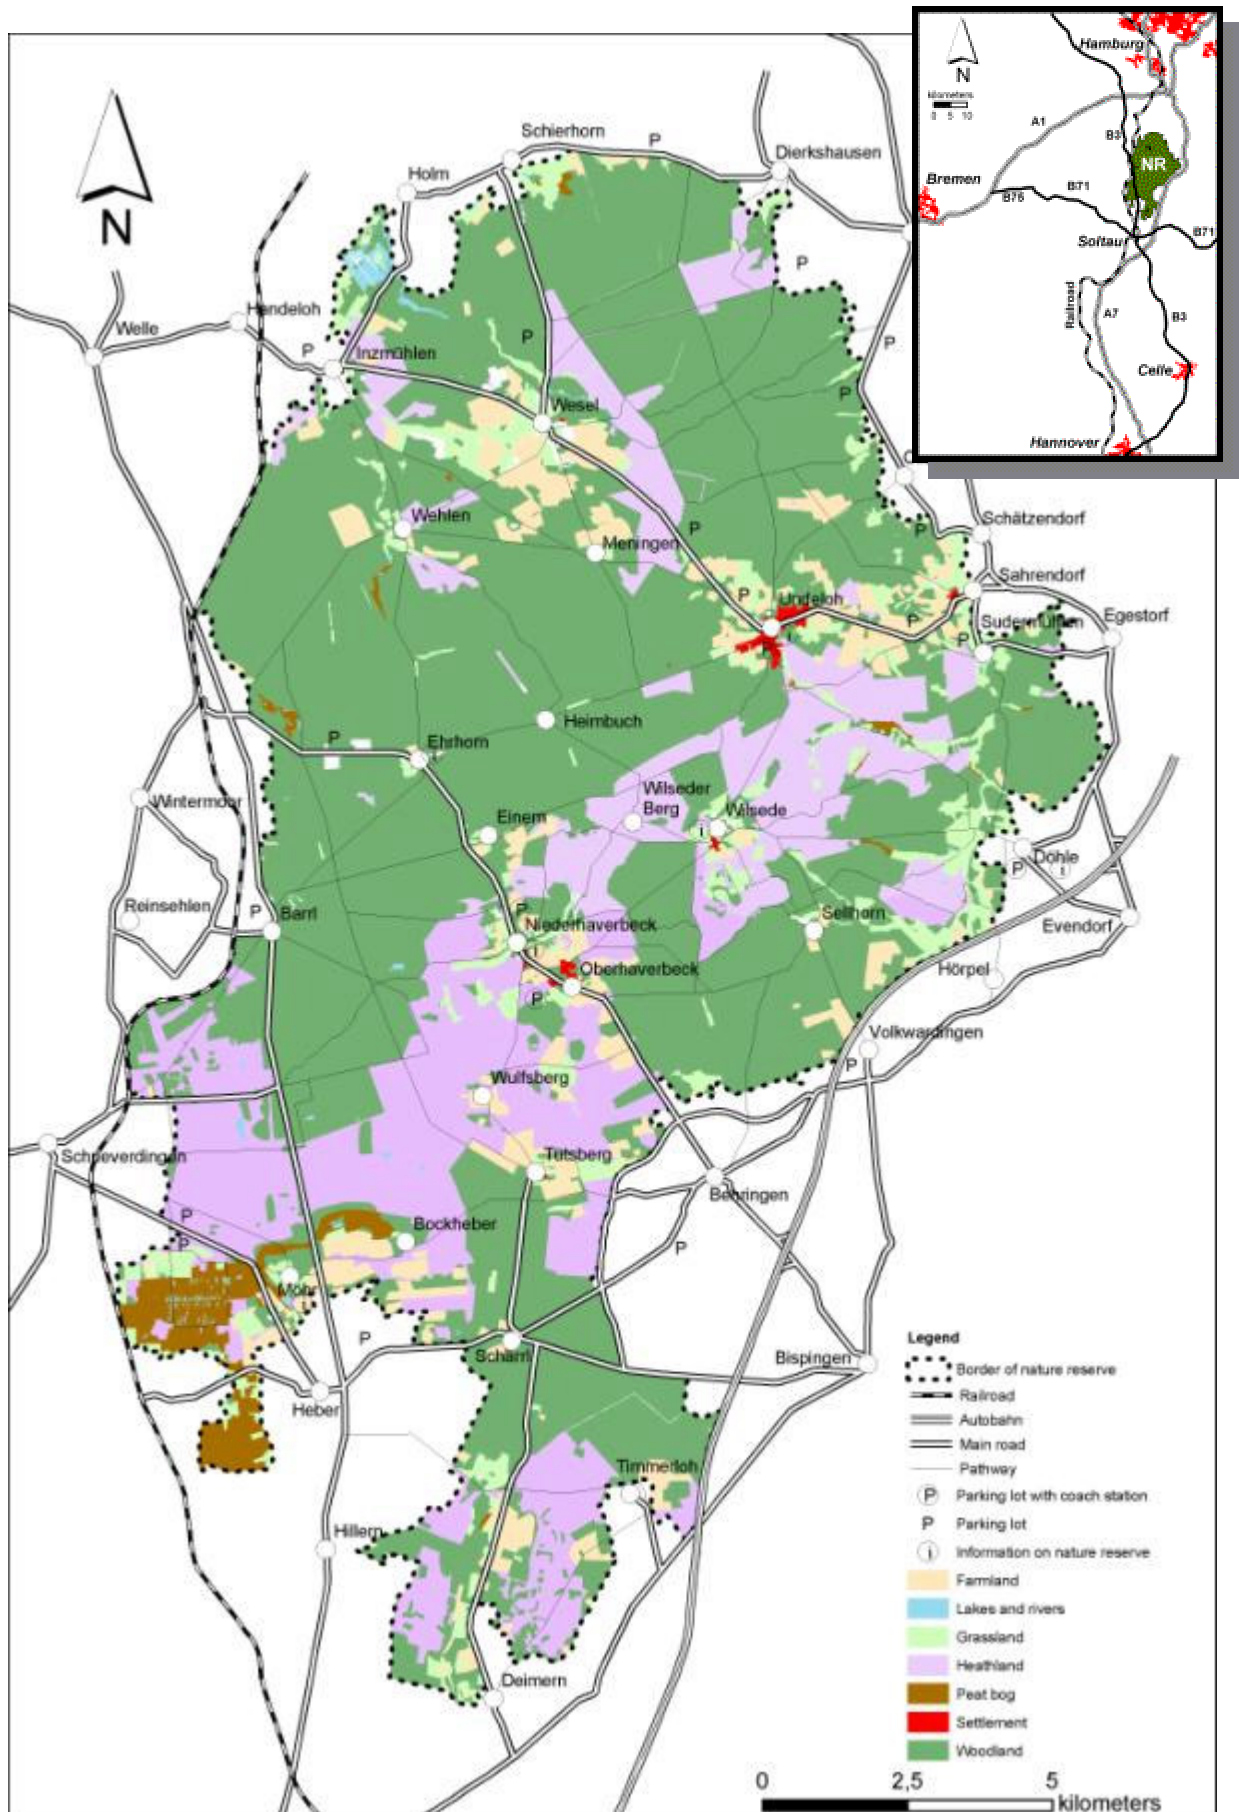 Hamburg
N
kilometers
0 5 10
A1
B3
NR
Bremen
B71
B75
Soltau
B71
Railroad
A7
B3
Celle
Hannover
N
Schierhorn
P
Dierkshausen
Holm
P
Handeloh
Welle
P
Inzmühlen
P
P
P
Wesel
Wehlen
P
Meningen
P
Schätzendorf
Sahrendorf
P
Undeloh
P
Sudermühlen
Egestorf
P
i
Heimbuch
P
Ehrhorn
i
Wintermoor
Wilseder
Berg
Wilsede
i
Einem
Döhle
P
i
Reinsehlen
P
Barrl
P
Niederhaverbeck
i
Sellhorn
Evendorf
Oberhaverbeck
P
Hörpel
Volkwardingen
P
Wulfsberg
Schneverdingen
Tütsberg
Behringen
P
P
Bockheber
P
Möhr
i
P
Scharrl
Bispingen
Heber
Timmerloh
Hillern
Deimern
Legend
Border of nature reserve
Railroad
Autobahn
Main road
Pathway
P Parking lot with coach station
P Parking lot
i Information on nature reserve
Farmland
Lakes and rivers
Grassland
Heathland
Peat bog
Settlement
Woodland
0 2,5 5
kilometers